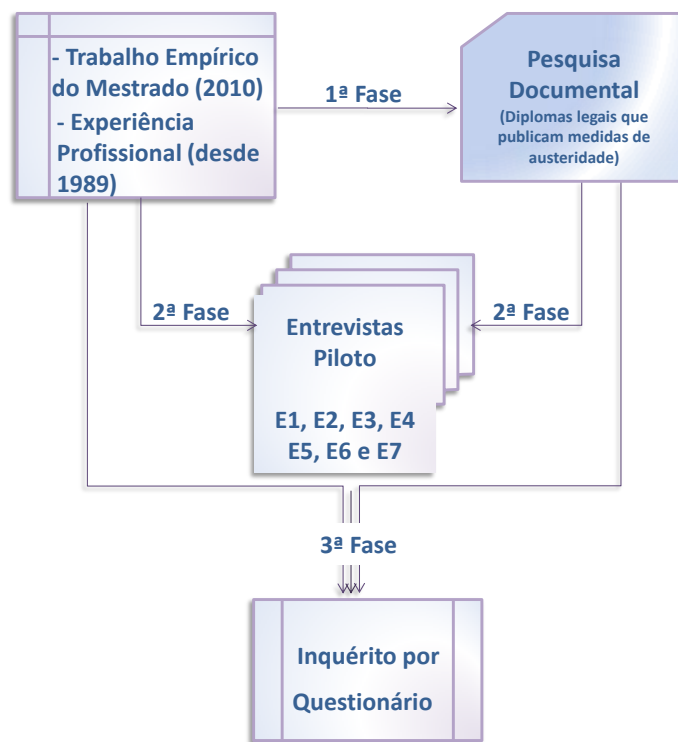 - Trabalho Empírico
do Mestrado (2010)
- Experiência
Profissional (desde
1989)
1ª Fase
Pesquisa
Documental
(Diplomas legais que
publicam medidas de
austeridade)
2ª Fase
Entrevistas
Piloto
E1, E2, E3, E4
E5, E6 e E7
2ª Fase
3ª Fase
Inquérito por
Questionário